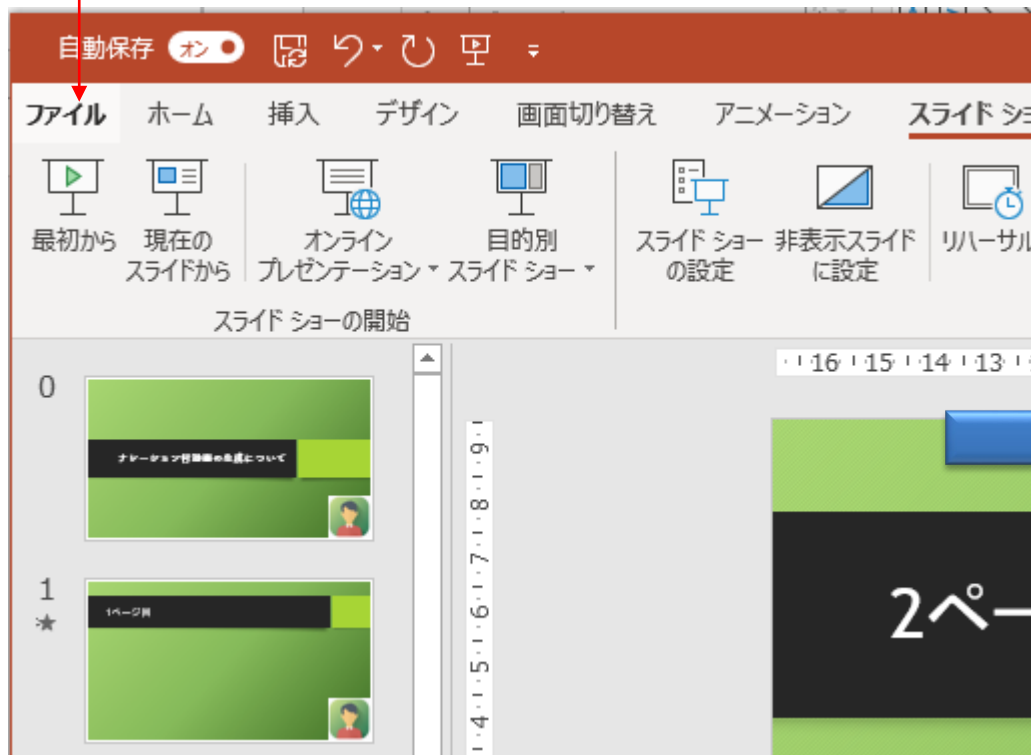 自動保存 オン
ファイル ホーム 挿入 デザイン 画面切り替え アニメーション スライド ショ
最初から 現在の オンライン 目的別 スライド ショー 非表示スライド リハーサル
スライドから プレゼンテーション スライド ショー の設定 に設定
スライド ショーの開始
16 15 14 13
0
ナレーション付動画の生成について
1
1ページ目
9
8
7
6
5
4
2ペー